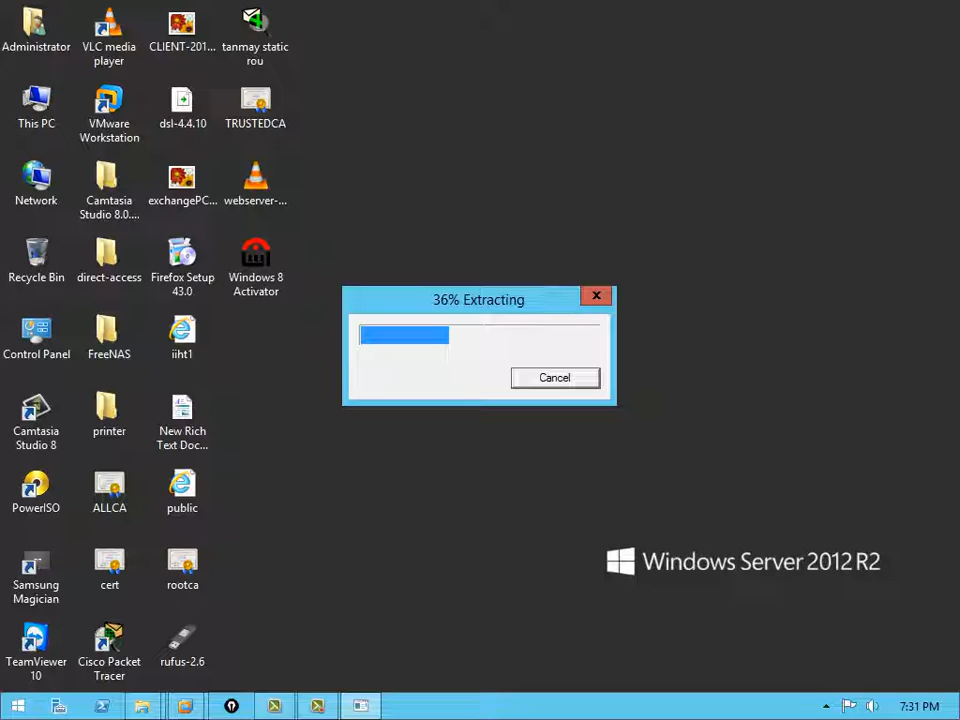 Administrator
VLC media
player
CLIENT-201...
tanmay static
rou
This PC
VMware
Workstation
dsl-4.4.10
TRUSTEDCA
Network
Camtasia
Studio 8.0....
exchangePC...
webserver-...
Recycle Bin
direct-access
Firefox Setup
43.0
Windows 8
Activator
36% Extracting
x
Cancel
Control Panel
FreeNAS
iiht1
Camtasia
Studio 8
printer
New Rich
Text Doc...
PowerISO
ALLCA
public
Windows Server 2012 R2
Samsung
Magician
cert
rootca
TeamViewer
10
Cisco Packet
Tracer
rufus-2.6
7:31 PM